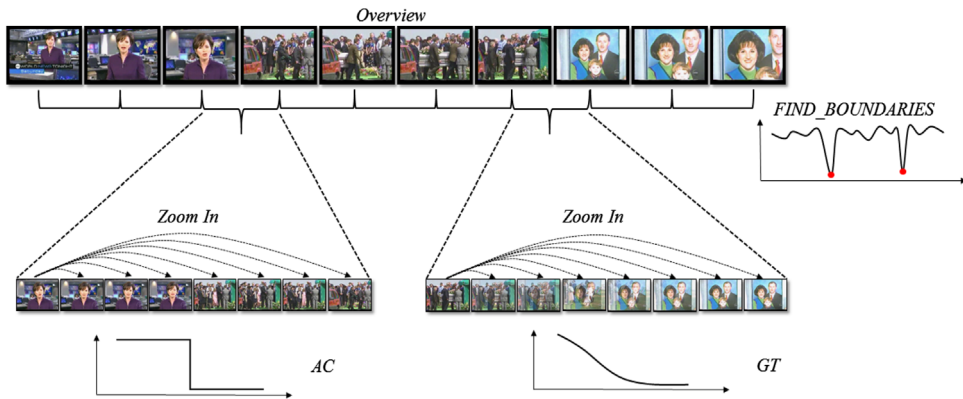 Overview
FIND_BOUNDARIES
Zoom In
Zoom In
AC
GT